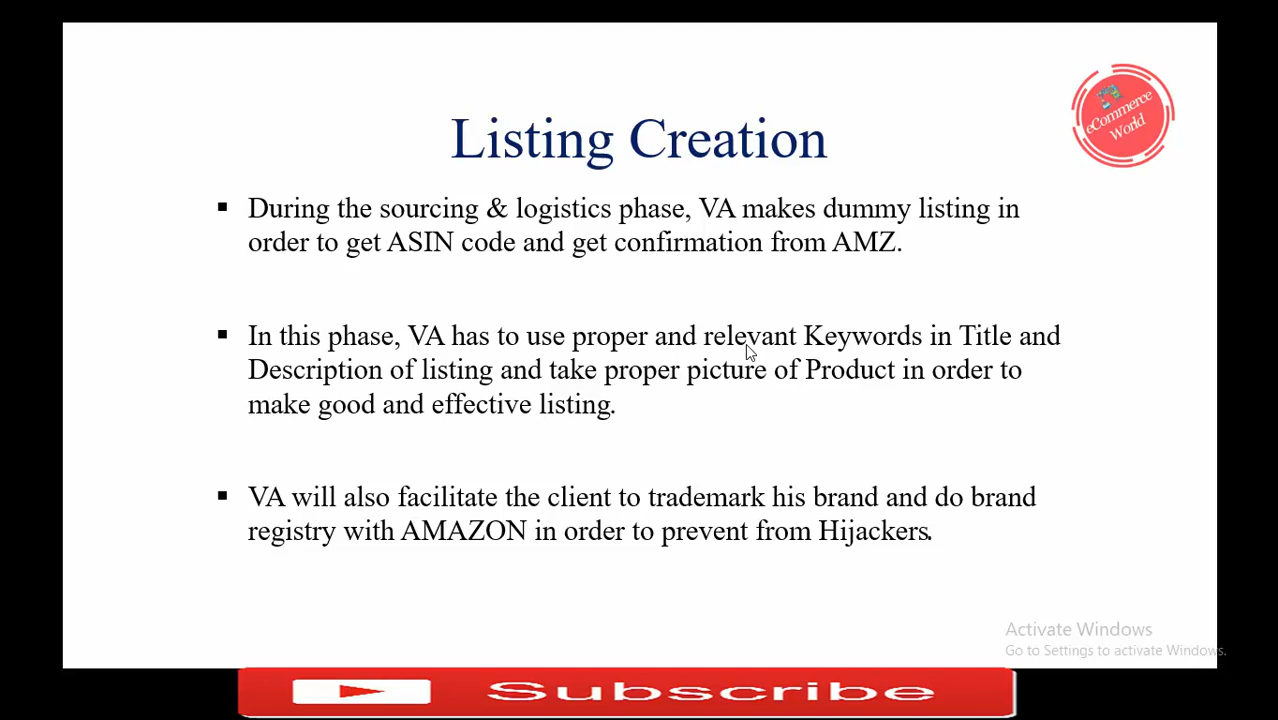 eCommerce
World
Listing Creation
▪ During the sourcing & logistics phase, VA makes dummy listing in
order to get ASIN code and get confirmation from AMZ.
▪ In this phase, VA has to use proper and relevant Keywords in Title and
Description of listing and take proper picture of Product in order to
make good and effective listing.
▪ VA will also facilitate the client to trademark his brand and do brand
registry with AMAZON in order to prevent from Hijackers.
Activate Windows
Go to Settings to activate Windows.
Subscribe